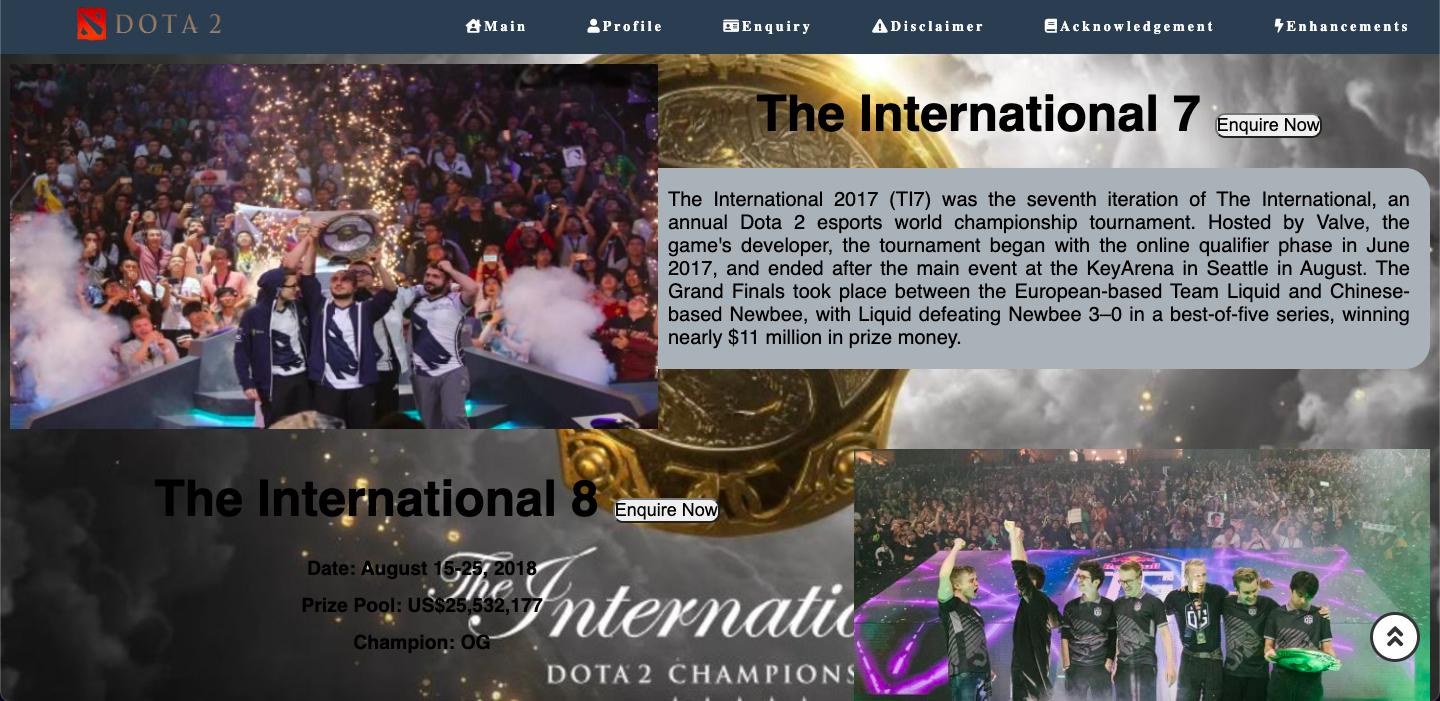 DOTA 2
Main
Profile
Enquiry
Disclaimer
Acknowledgement
Enhancements
The International 7
Enquire Now
The International 2017 (TI7) was the seventh iteration of The International, an
annual Dota 2 esports world championship tournament. Hosted by Valve, the
game's developer, the tournament began with the online qualifier phase in June
2017, and ended after the main event at the KeyArena in Seattle in August. The
Grand Finals took place between the European-based Team Liquid and Chinese-
based Newbee, with Liquid defeating Newbee 3–0 in a best-of-five series, winning
nearly $11 million in prize money.
The International 8
Enquire Now
Date: August 15-25, 2018
Prize Pool: US$25,532,177
Champion: OG
The Internatio
DOTA 2 CHAMPIONS
OG